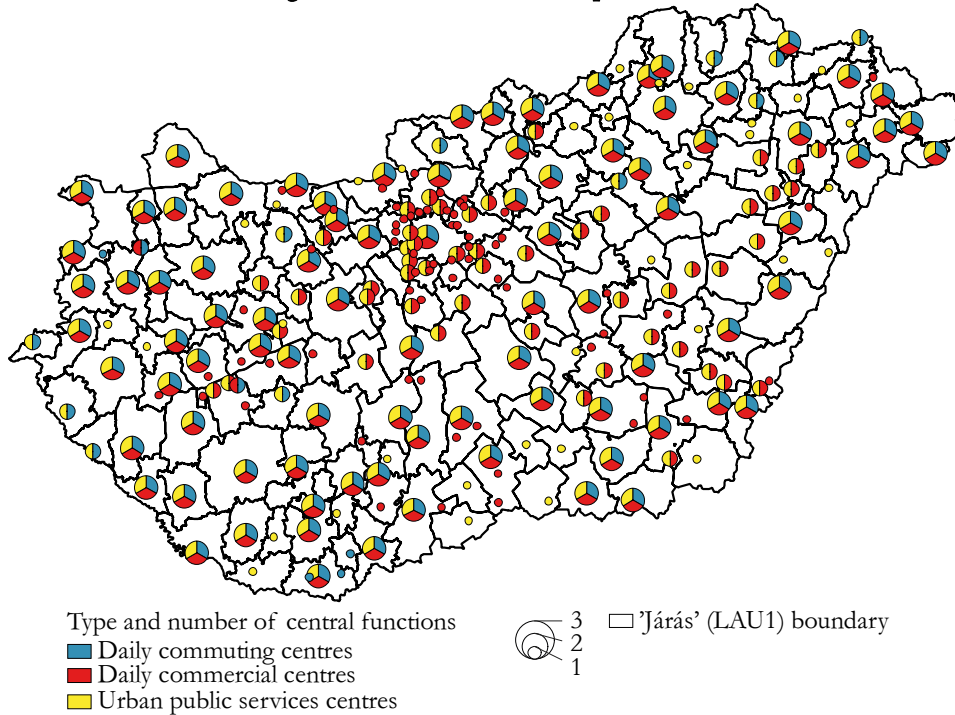 Type and number of central functions
Daily commuting centres
Daily commercial centres
Urban public services centres
3
2
1
'Járás' (LAU1) boundary